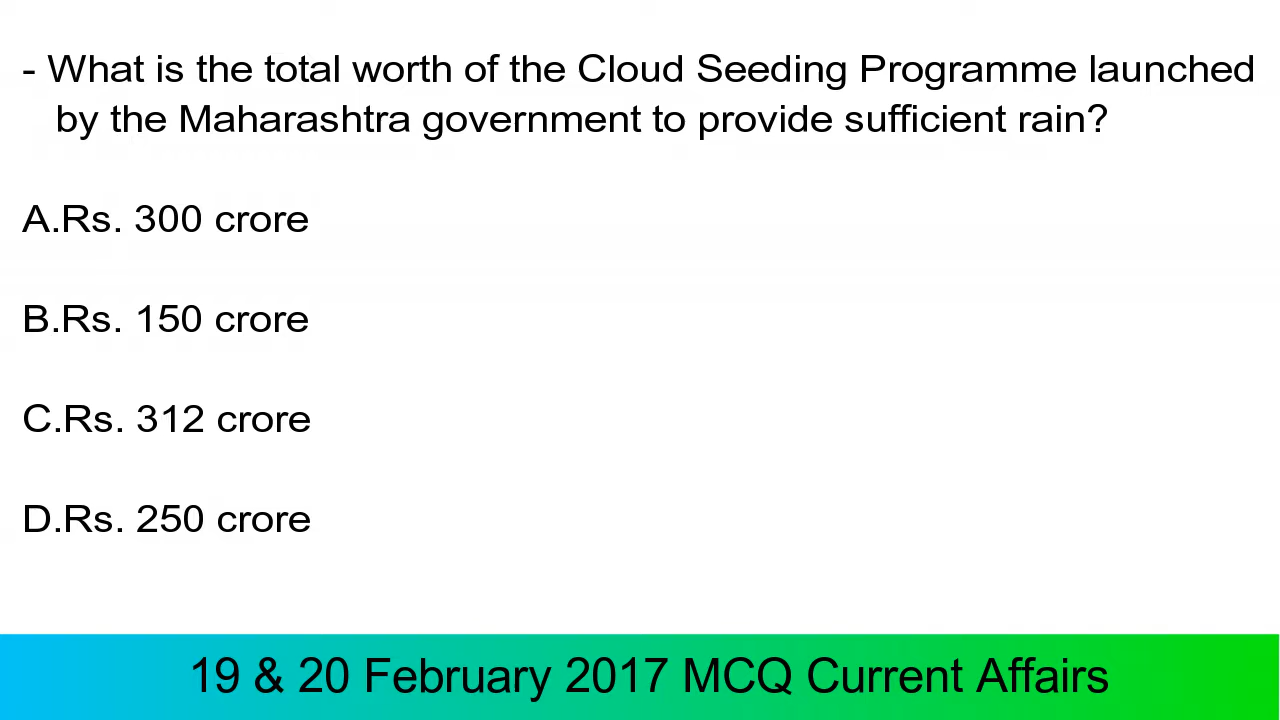 - What is the total worth of the Cloud Seeding Programme launched
by the Maharashtra government to provide sufficient rain?
A.Rs. 300 crore
B.Rs. 150 crore
C.Rs. 312 crore
D.Rs. 250 crore
19 & 20 February 2017 MCQ Current Affairs